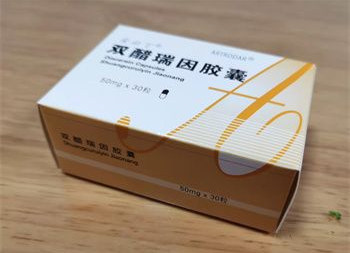 ARTRODAR®
双醋瑞因胶囊
Diacerein Capsules
Shuangcuruiyin Jiaonang
50mg x 30粒
双醋瑞因胶囊
Shuangcuruiyin Jiaonang
50mg x 30粒